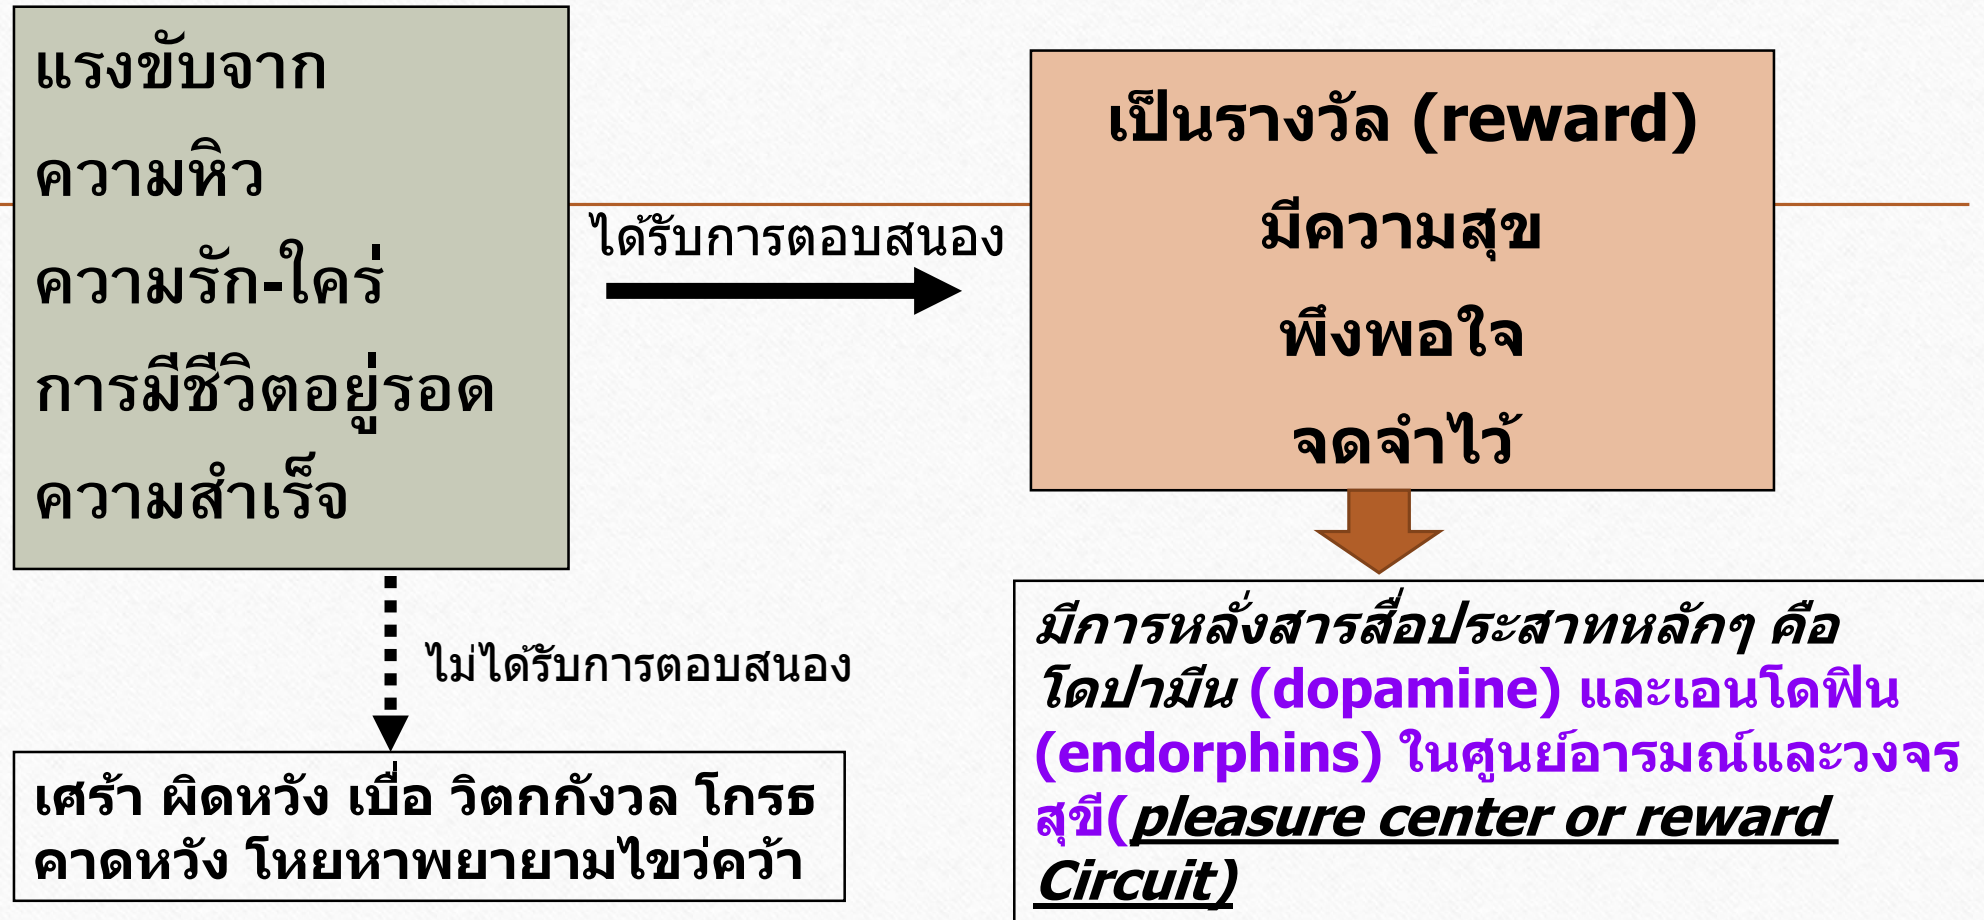 แรงขับจาก
ความหิว
ความรัก-ใคร่
การมีชีวิตอยู่รอด
ความสำเร็จ
ได้รับการตอบสนอง
เป็นรางวัล (reward)
มีความสุข
พึงพอใจ
จดจำไว้
ไม่ได้รับการตอบสนอง
เศร้า ผิดหวัง เบื่อ วิตกกังวล โกรธ
คาดหวัง โหยหาพยายามไขว่คว้า
มีการหลั่งสารสื่อประสาทหลักๆ คือ
โดปามีน (dopamine) และเอนโดฟิน
(endorphins) ในศูนย์อารมณ์และวงจร
สุขี(pleasure center or reward
Circuit)